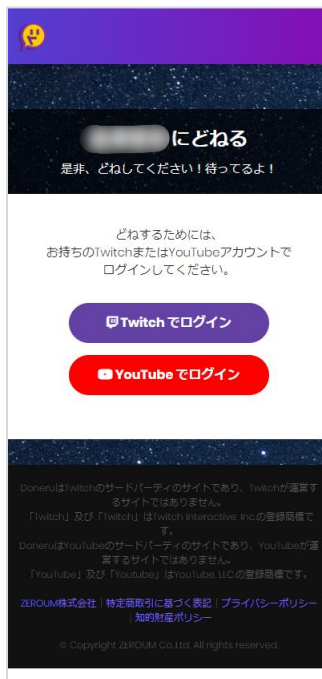 にどねる
是非、どねしてください！待ってるよ！
どねするためには、
お持ちのTwitchまたはYouTubeアカウントで
ログインしてください。
Twitch でログイン
YouTube でログイン
DoneruはTwitchのサードパーティのサイトであり、Twitchが運営す
るサイトではありません。
「Twitch」及び「Twitch」はTwitch Interactive, Inc.の登録商標で
す。
DoneruはYouTubeのサードパーティのサイトであり、YouTubeが運
営するサイトではありません。
「YouTube」及び「Youtube」はYouTube, LLC.の登録商標です。
ZEROUM株式会社 | 特定商取引に基づく表記 | プライバシーポリシー
| 知的財産ポリシー
© Copyright ZEROUM Co.,Ltd. All rights reserved.